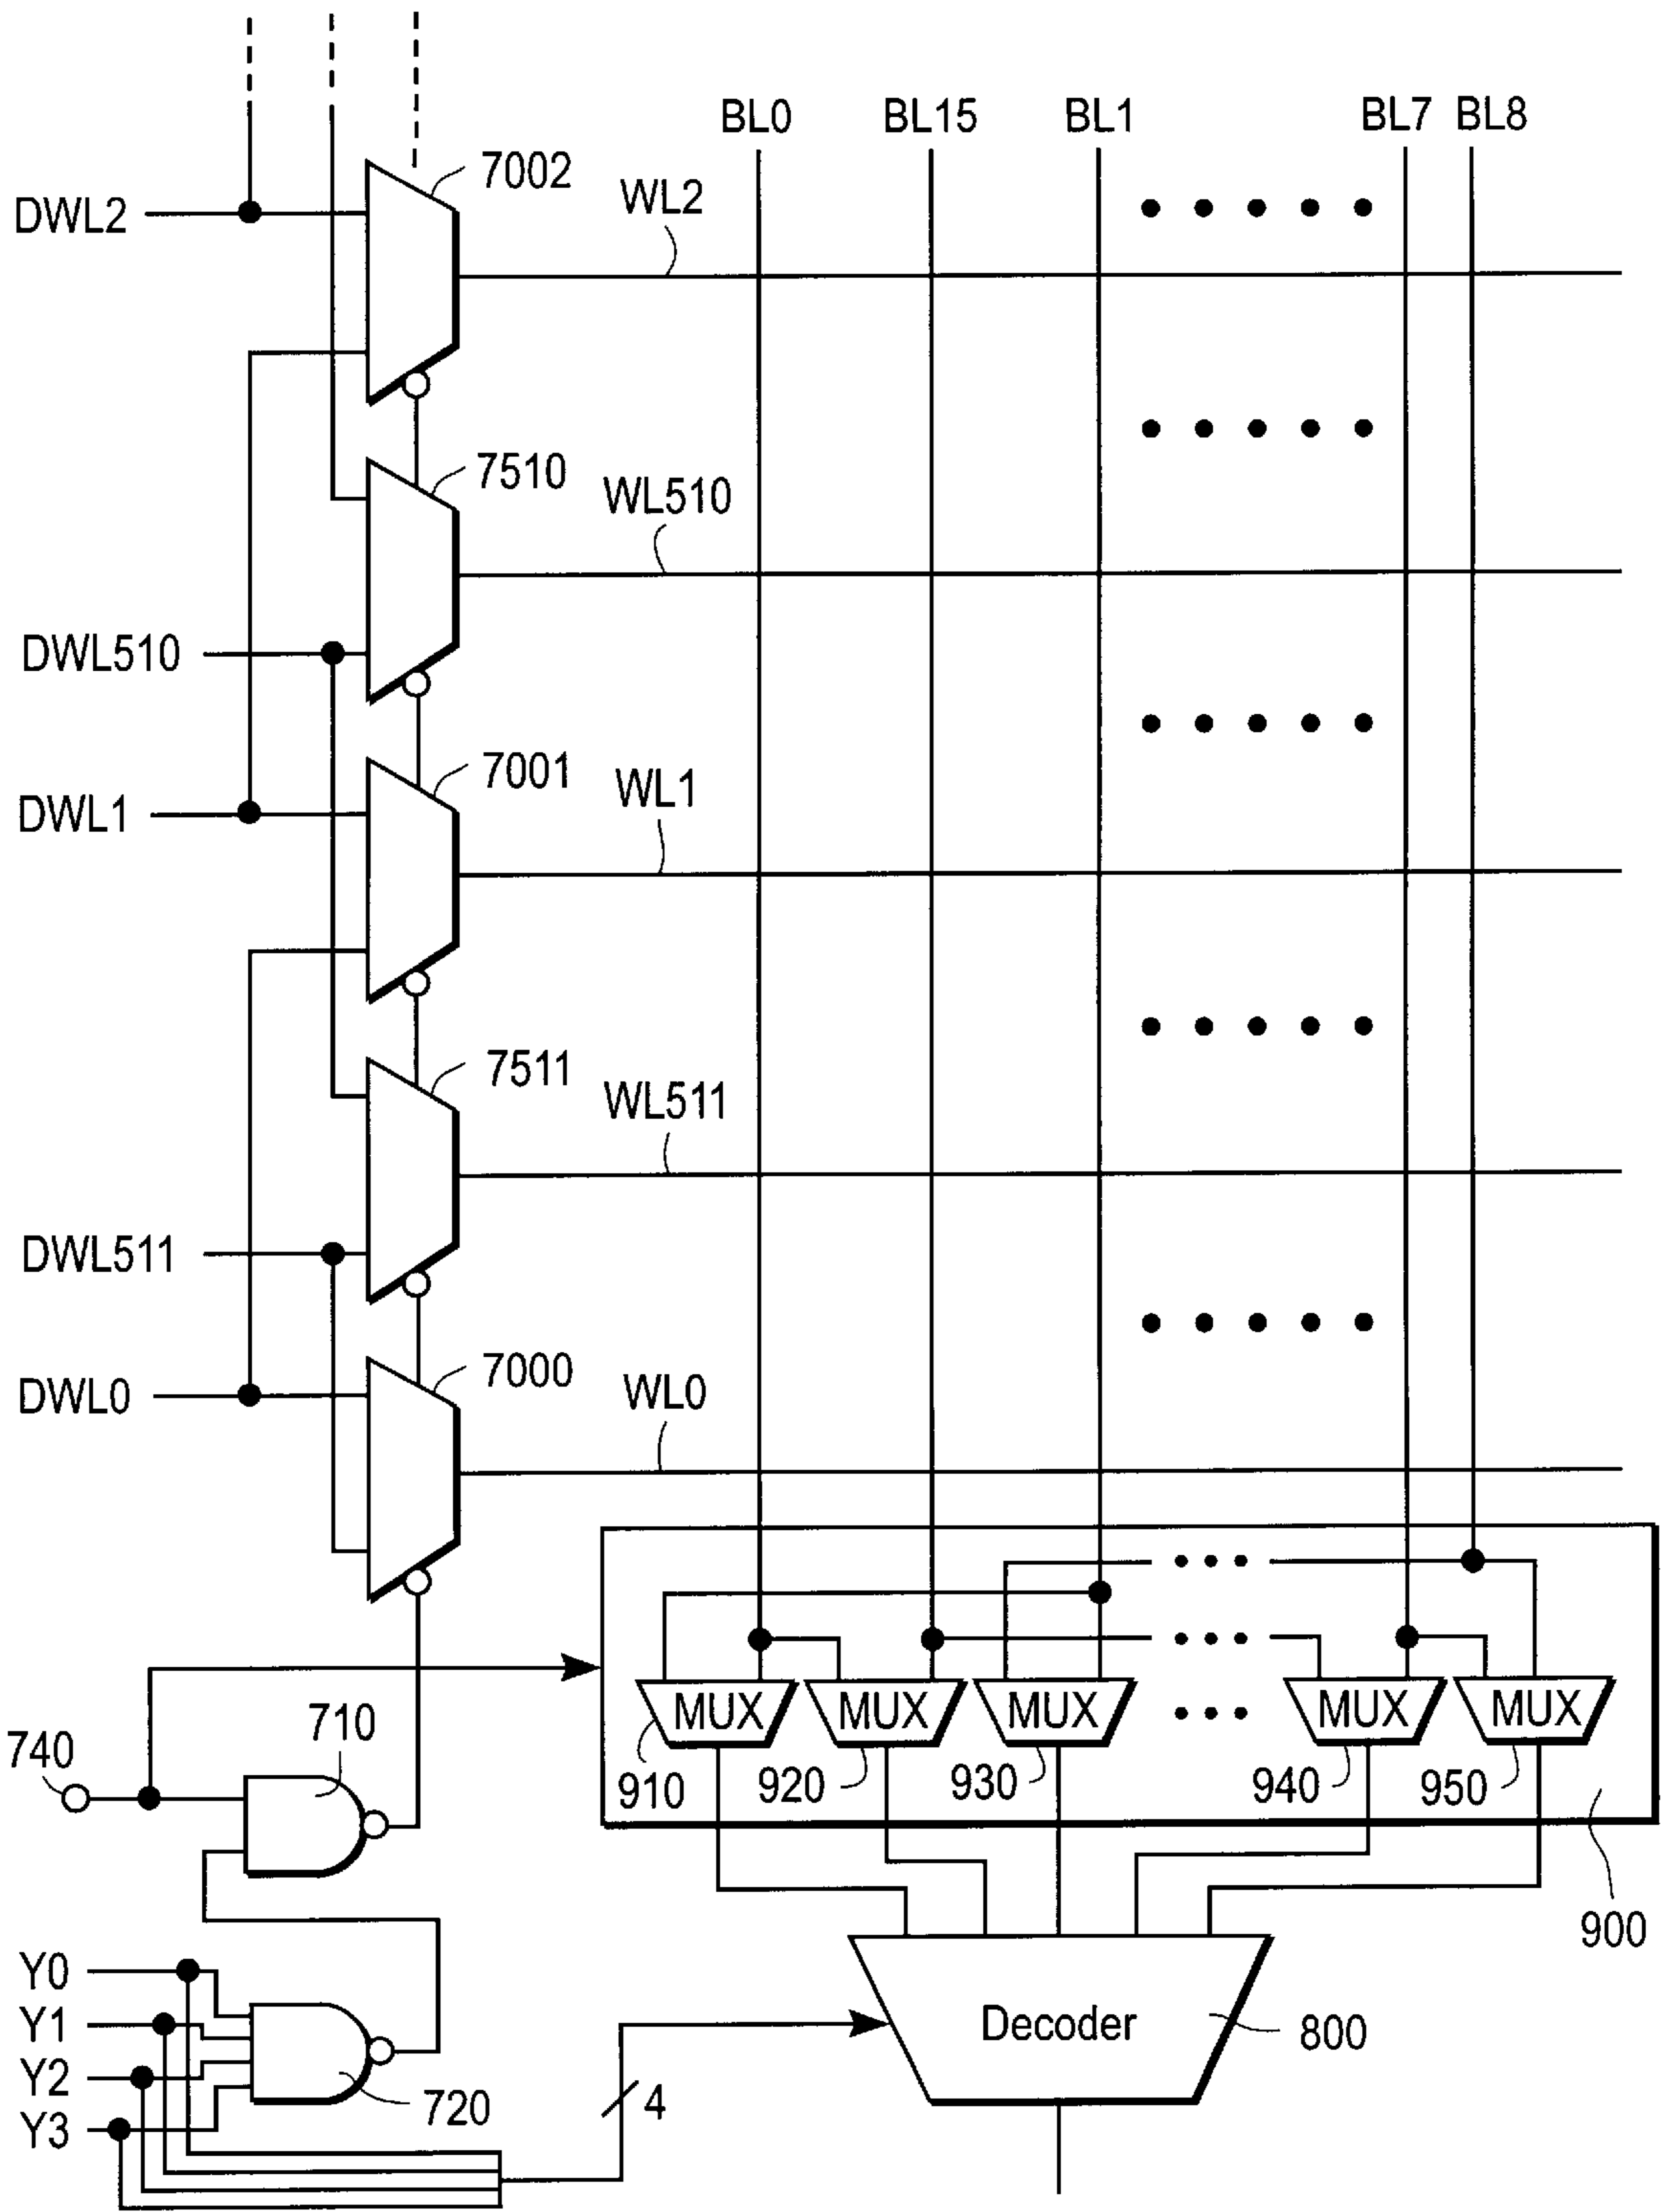 BL0 BL15 BL1 BL7 BL8
7002
DWL2
WL2
7510
WL510
DWL510
7001
DWL1
WL1
7511
WL511
DWL511
7000
DWL0
WL0
MUX MUX MUX MUX MUX
710
740
910 920 930 940 950
900
Y0
Y1
Y2
Y3
720
4
Decoder
800